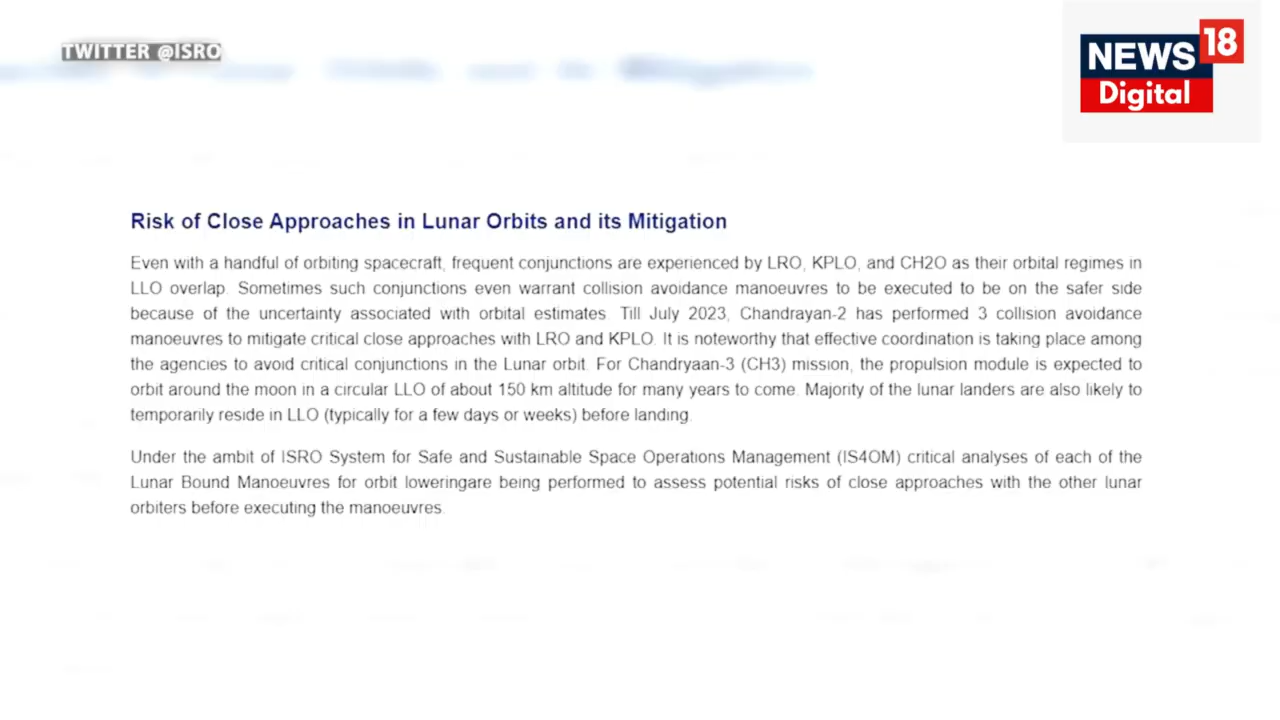 TWITTER @ISRO
NEWS 18
Digital
Risk of Close Approaches in Lunar Orbits and its Mitigation
Even with a handful of orbiting spacecraft, frequent conjunctions are experienced by LRO, KPLO, and CH2O as their orbital regimes in
LLO overlap. Sometimes such conjunctions even warrant collision avoidance manoeuvres to be executed to be on the safer side
because of the uncertainty associated with orbital estimates. Till July 2023, Chandrayan-2 has performed 3 collision avoidance
manoeuvres to mitigate critical close approaches with LRO and KPLO. It is noteworthy that effective coordination is taking place among
the agencies to avoid critical conjunctions in the Lunar orbit. For Chandryaan-3 (CH3) mission, the propulsion module is expected to
orbit around the moon in a circular LLO of about 150 km altitude for many years to come. Majority of the lunar landers are also likely to
temporarily reside in LLO (typically for a few days or weeks) before landing.
Under the ambit of ISRO System for Safe and Sustainable Space Operations Management (IS4OM) critical analyses of each of the
Lunar Bound Manoeuvres for orbit loweringare being performed to assess potential risks of close approaches with the other lunar
orbiters before executing the manoeuvres.